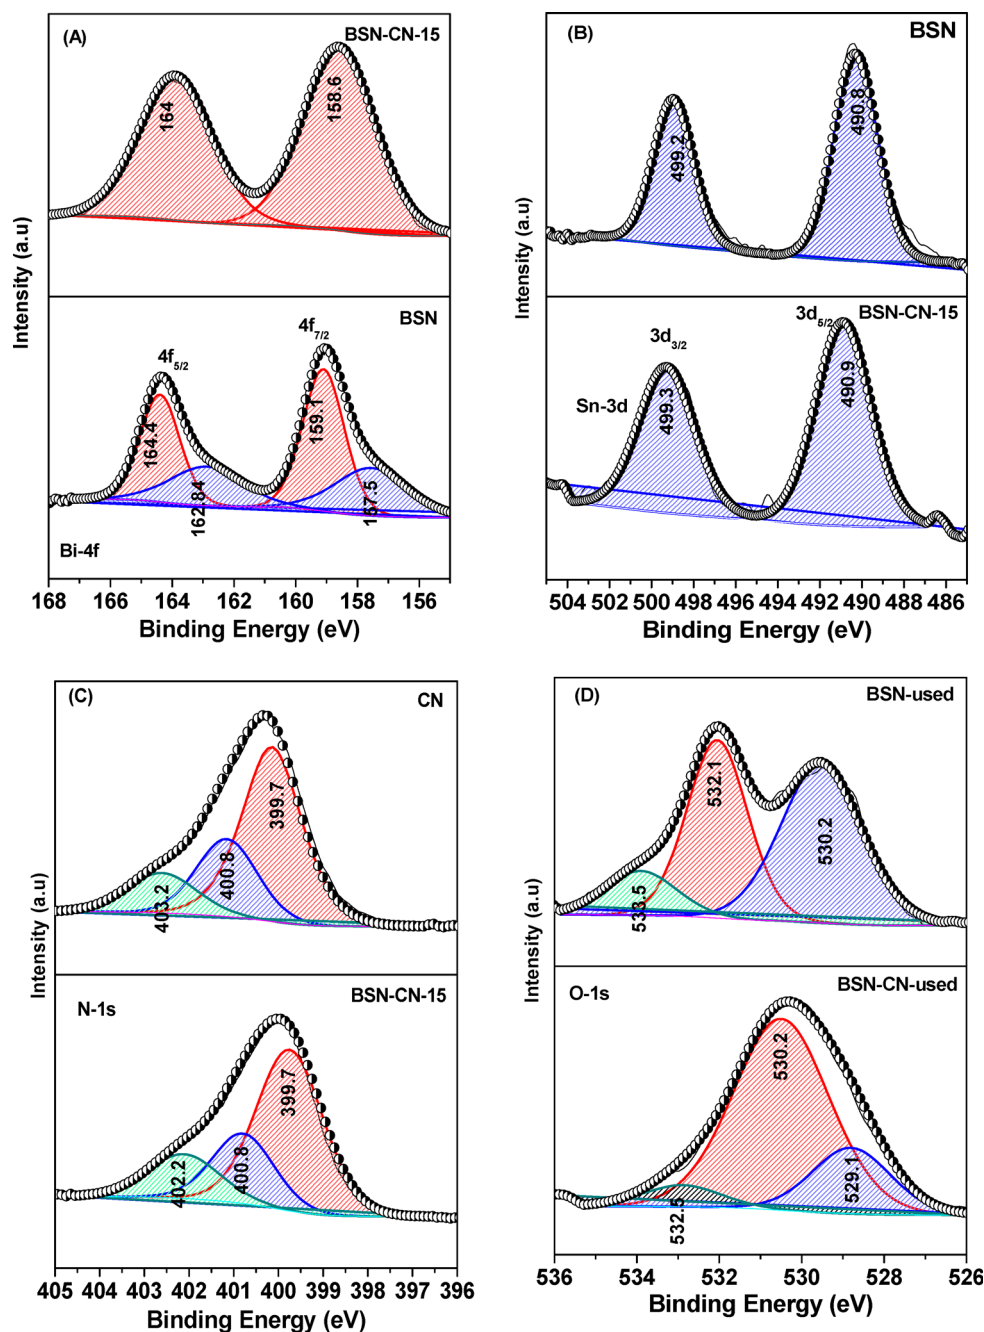 (A)
BSN-CN-15
164
158.6
Intensity (a.u)
BSN
4f5/2
4f7/2
164.4
162.84
159.1
157.5
Bi-4f
168 166 164 162 160 158 156
Binding Energy (eV)
(B)
BSN
499.2
490.8
Intensity (a.u)
BSN-CN-15
3d3/2
3d5/2
Sn-3d
499.3
490.9
504 502 500 498 496 494 492 490 488 486
Binding Energy (eV)
(C)
CN
403.2
400.8
399.7
Intensity (a.u)
N-1s
BSN-CN-15
402.2
400.8
399.7
405 404 403 402 401 400 399 398 397 396
Binding Energy (eV)
(D)
BSN-used
533.5
532.1
530.2
Intensity (a.u)
O-1s
BSN-CN-used
532.5
530.2
529.1
536 534 532 530 528 526
Binding Energy (eV)